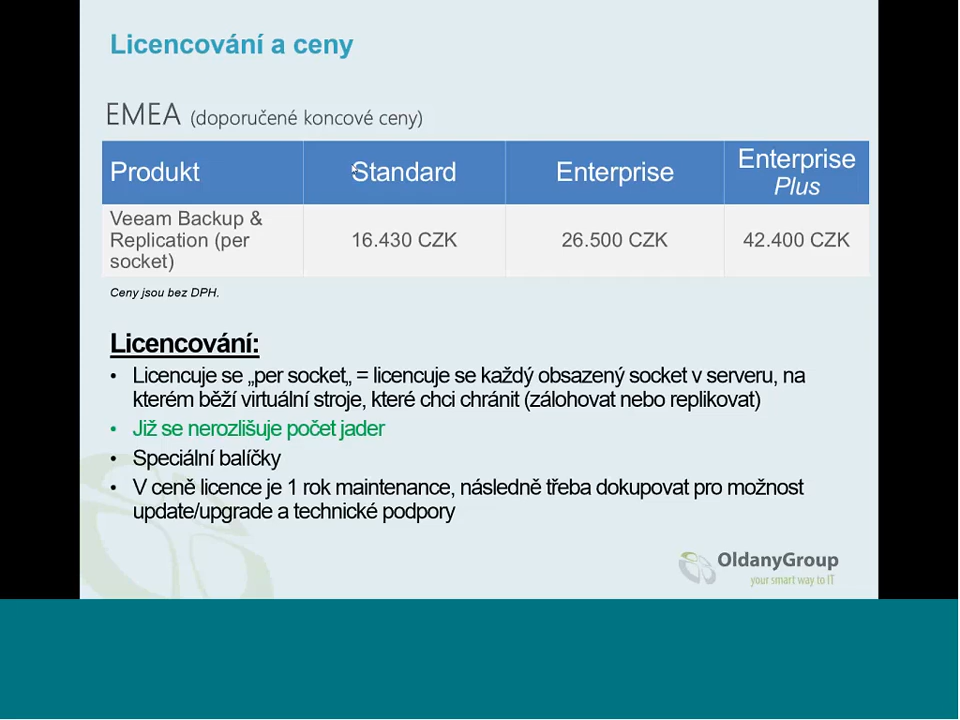 Licencování a ceny
EMEA (doporučené koncové ceny)
Produkt Standard Enterprise Enterprise
Plus
Veeam Backup &
Replication (per
socket) 16.430 CZK 26.500 CZK 42.400 CZK
Ceny jsou bez DPH.
Licencování:
• Licencuje se „per socket„ = licencuje se každý obsazený socket v serveru, na
kterém běží virtuální stroje, které chci chránit (zálohovat nebo replikovat)
• Již se nerozlišuje počet jader
• Speciální balíčky
• V ceně licence je 1 rok maintenance, následně třeba dokupovat pro možnost
update/upgrade a technické podpory
OldanyGroup
your smart way to IT